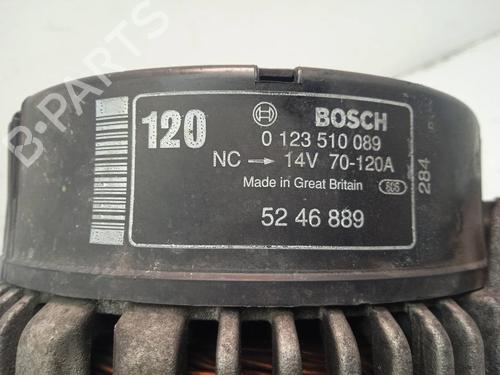 B-PARTS
120
BOSCH
0 123 510 089
NC → 14V 70-120A
Made in Great Britain
52 46 889
284